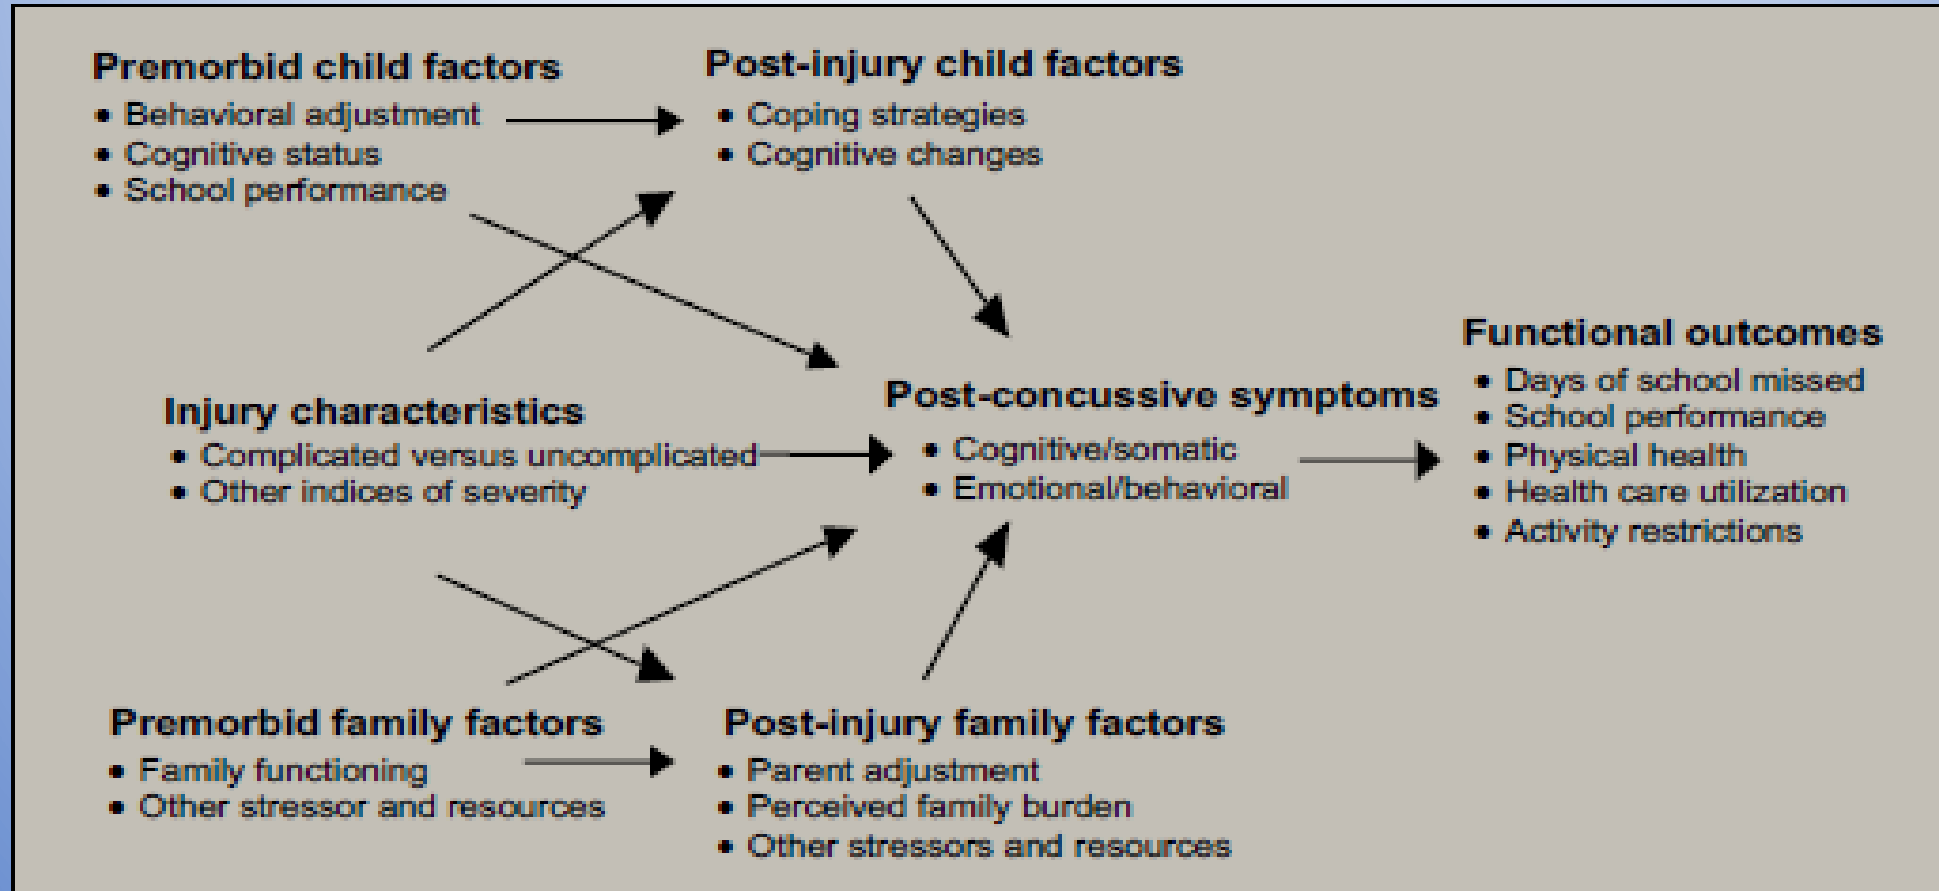 Premorbid child factors
• Behavioral adjustment
• Cognitive status
• School performance
Post-injury child factors
• Coping strategies
• Cognitive changes
Injury characteristics
• Complicated versus uncomplicated
• Other indices of severity
Post-concussive symptoms
• Cognitive/somatic
• Emotional/behavioral
Functional outcomes
• Days of school missed
• School performance
• Physical health
• Health care utilization
• Activity restrictions
Premorbid family factors
• Family functioning
• Other stressor and resources
Post-injury family factors
• Parent adjustment
• Perceived family burden
• Other stressors and resources